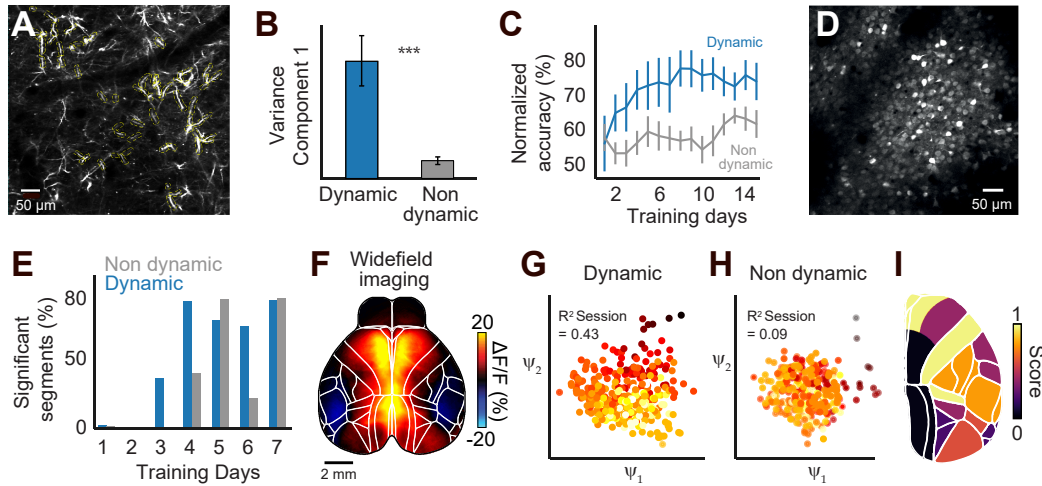 A
50 µm
B
Variance
Component 1
***
Dynamic
Non
dynamic
C
Normalized
accuracy (%)
80
70
60
50
Dynamic
Non
dynamic
2
6
10
14
Training days
D
50 µm
E
Non dynamic
Dynamic
Significant
segments (%)
80
50
0
1 2 3 4 5 6 7
Training Days
F
Widefield
imaging
20
ΔF/F (%)
-20
2 mm
G
Dynamic
R² Session
= 0.43
Ψ₂
Ψ₁
H
Non dynamic
R² Session
= 0.09
Ψ₂
Ψ₁
I
1
Score
0